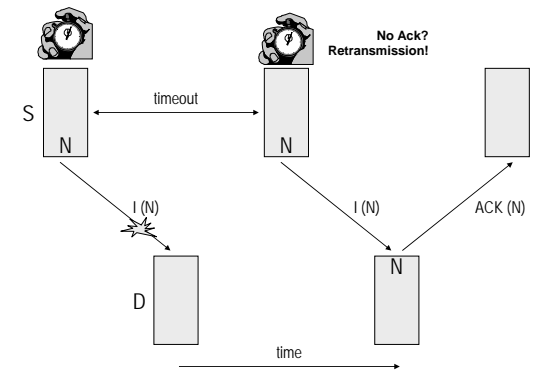 No Ack?
Retransmission!
timeout
S
N
N
I (N)
I (N)
ACK (N)
N
D
time